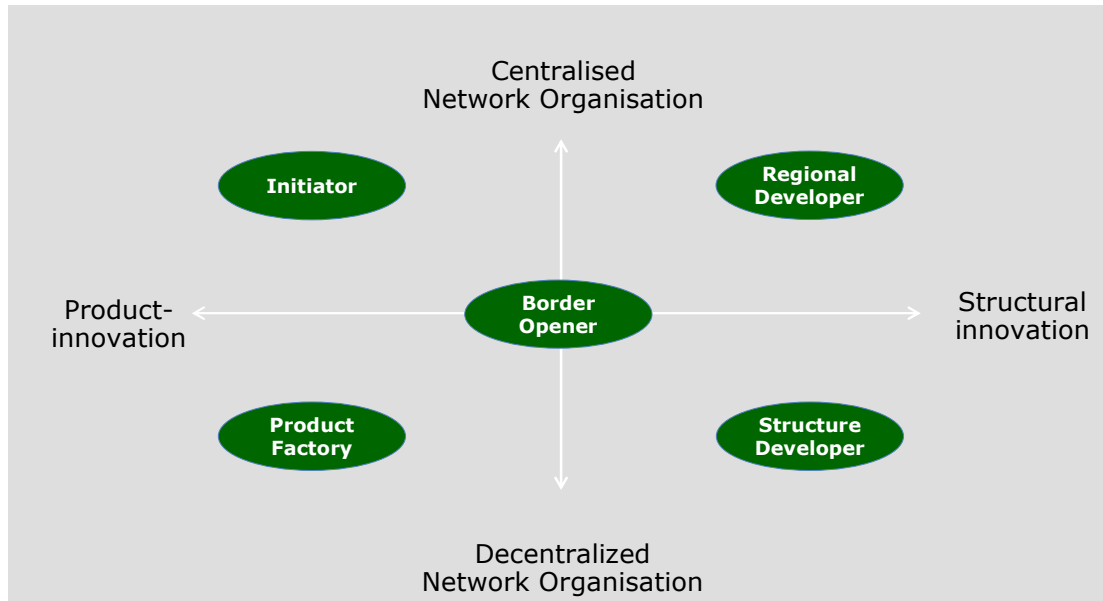 Centralised
Network Organisation
Initiator
Regional
Developer
Product-
innovation
Border
Opener
Structural
innovation
Product
Factory
Structure
Developer
Decentralized
Network Organisation